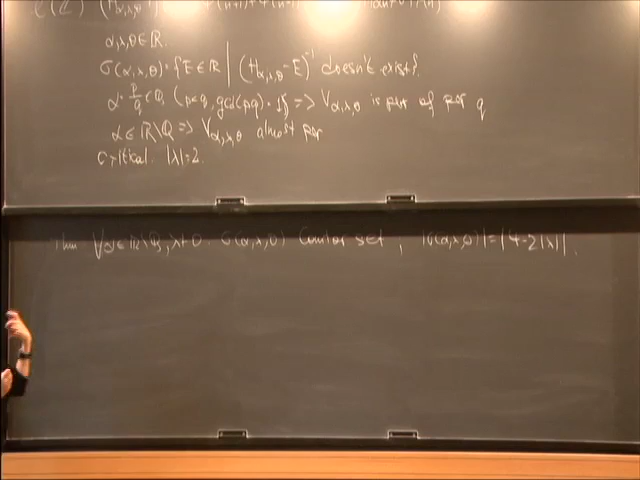 α,λ,θ∈ℝ.
σ(α,λ,θ)={E∈ℝ | (H_{α,λ,θ}-E)^{-1} doesn't exist}.
α=p/q∈ℚ, (p<q, gcd(p,q)=1) => V_{α,λ,θ} is per of per q
α∈ℝ\ℚ => V_{α,λ,θ} almost per
critical |λ|=2.
Thm ∀α∈ℝ\ℚ, λ≠0 σ(α,λ,θ) Cantor set, |σ(α,λ,θ)|=|4-2|λ||.